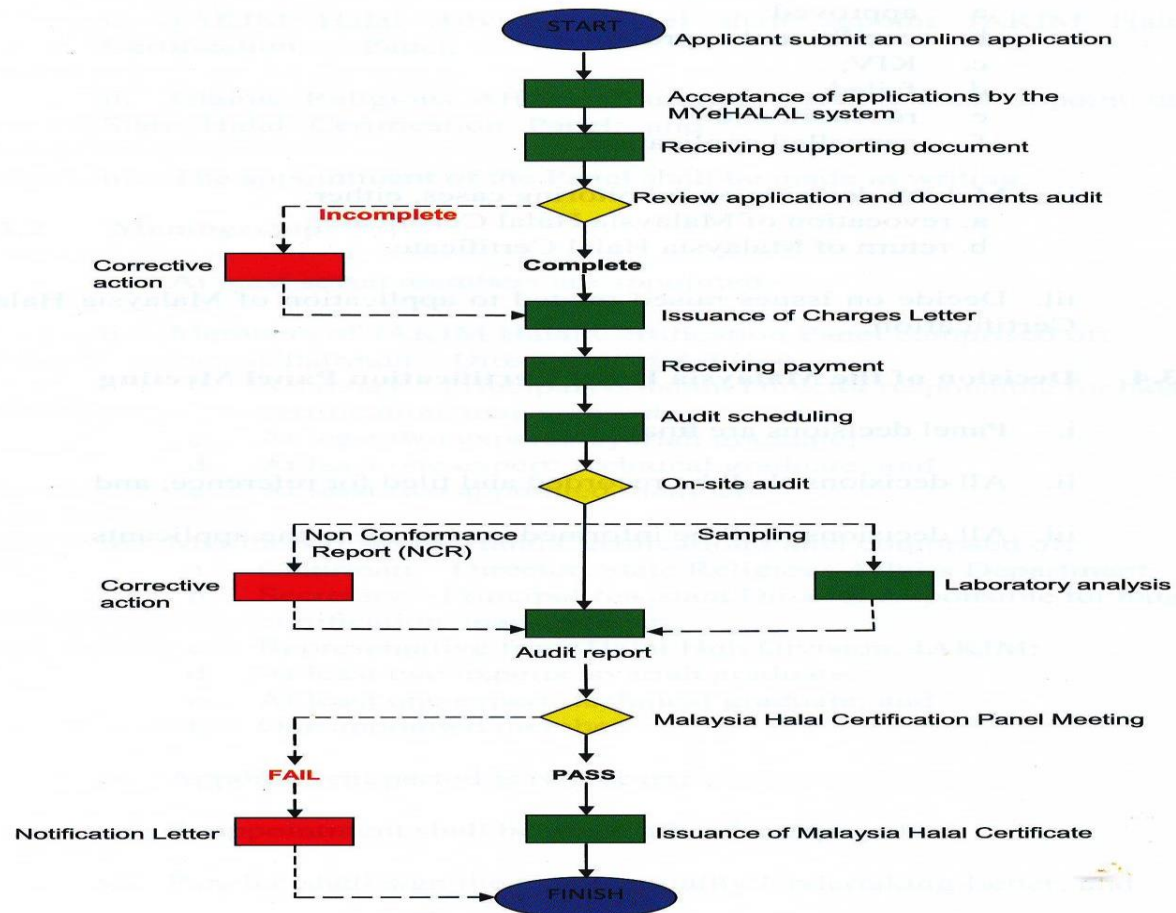 START
Applicant submit an online application
Acceptance of applications by the
MYeHALAL system
Receiving supporting document
Review application and documents audit
Incomplete
Corrective
action
Complete
Issuance of Charges Letter
Receiving payment
Audit scheduling
On-site audit
Non Conformance
Report (NCR)
Sampling
Corrective
action
Laboratory analysis
Audit report
Malaysia Halal Certification Panel Meeting
FAIL
PASS
Notification Letter
Issuance of Malaysia Halal Certificate
FINISH